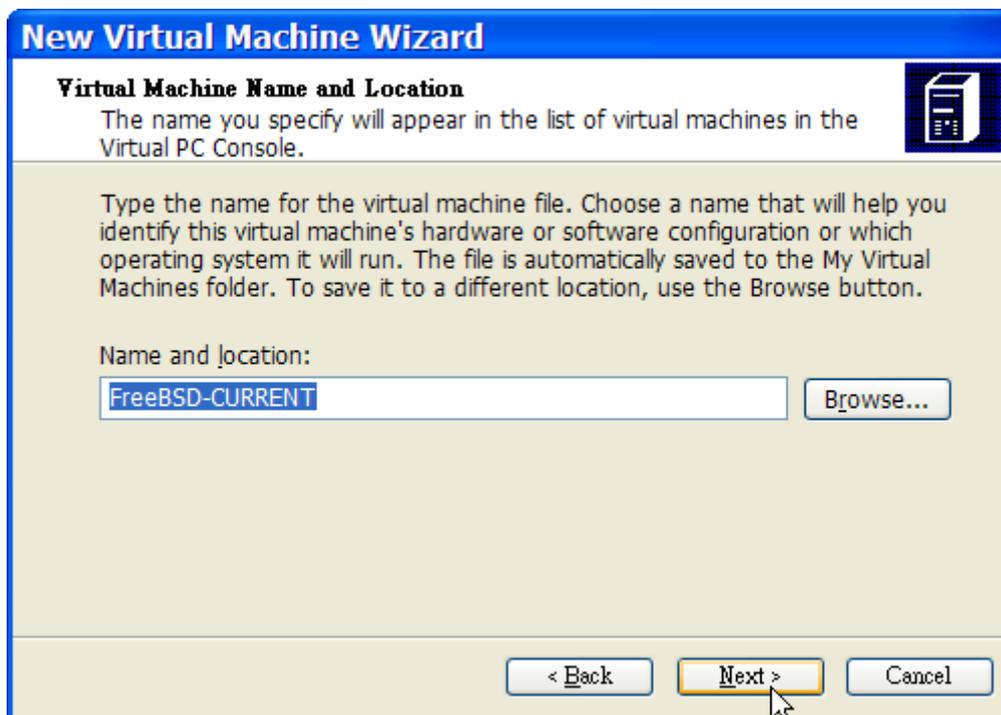 New Virtual Machine Wizard
Virtual Machine Name and Location
The name you specify will appear in the list of virtual machines in the
Virtual PC Console.
Type the name for the virtual machine file. Choose a name that will help you
identify this virtual machine's hardware or software configuration or which
operating system it will run. The file is automatically saved to the My Virtual
Machines folder. To save it to a different location, use the Browse button.
Name and location:
FreeBSD-CURRENT
Browse...
< Back
Next >
Cancel